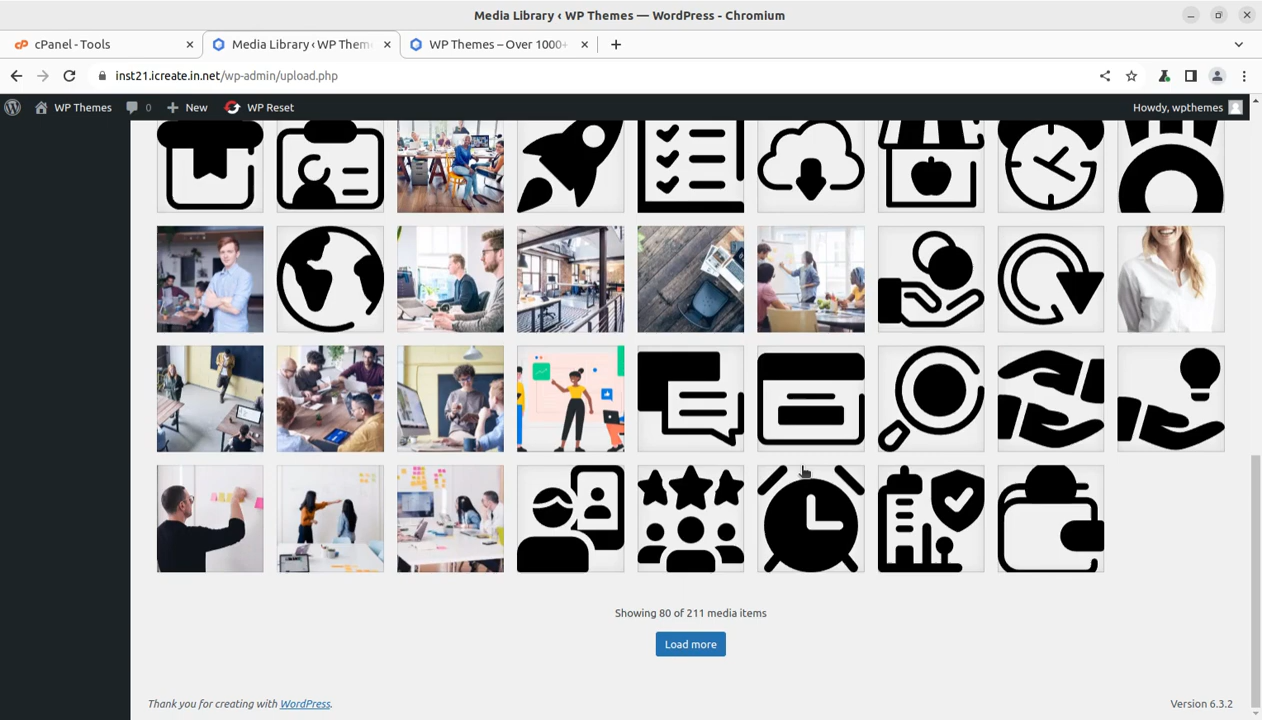 Media Library ‹ WP Themes — WordPress - Chromium
cPanel - Tools
Media Library ‹ WP Them
WP Themes – Over 1000+
inst21.icreate.in.net/wp-admin/upload.php
WP Themes
0
New
WP Reset
Howdy, wpthemes
Showing 80 of 211 media items
Load more
Thank you for creating with WordPress.
Version 6.3.2